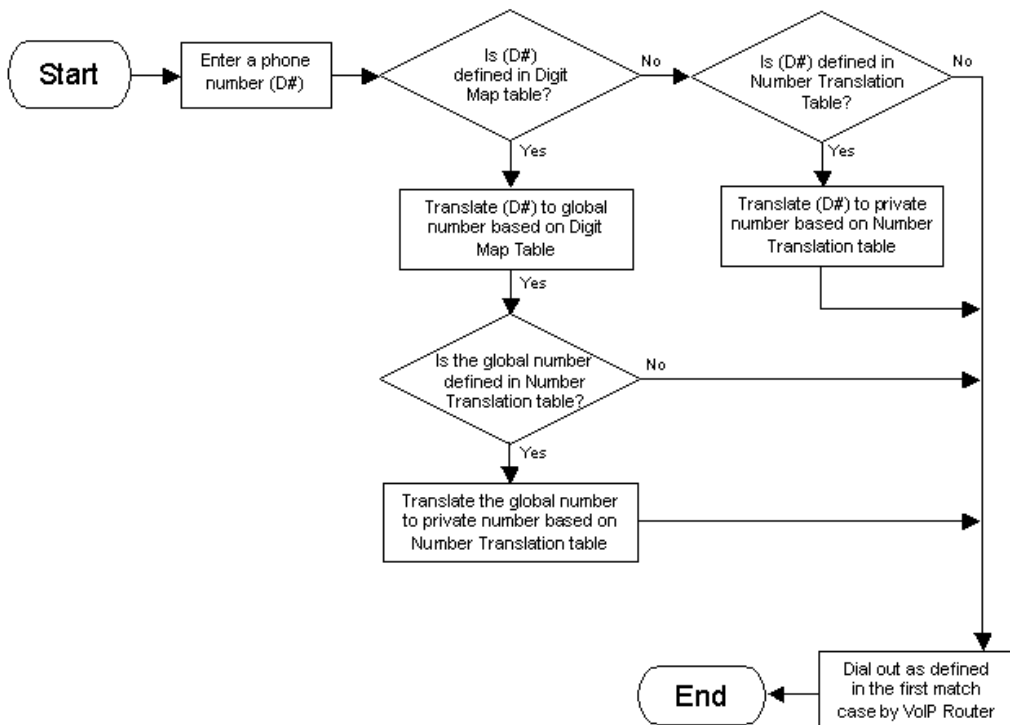 Start
Enter a phone
number (D#)
Is (D#)
defined in Digit
Map table?
No
Is (D#) defined in
Number Translation
Table?
No
Yes
Yes
Translate (D#) to global
number based on Digit
Map Table
Translate (D#) to private
number based on Number
Translation table
Yes
Is the global number
defined in Number
Translation table?
No
Yes
Translate the global number
to private number based on
Number Translation table
Dial out as defined
in the first match
case by VoIP Router
End